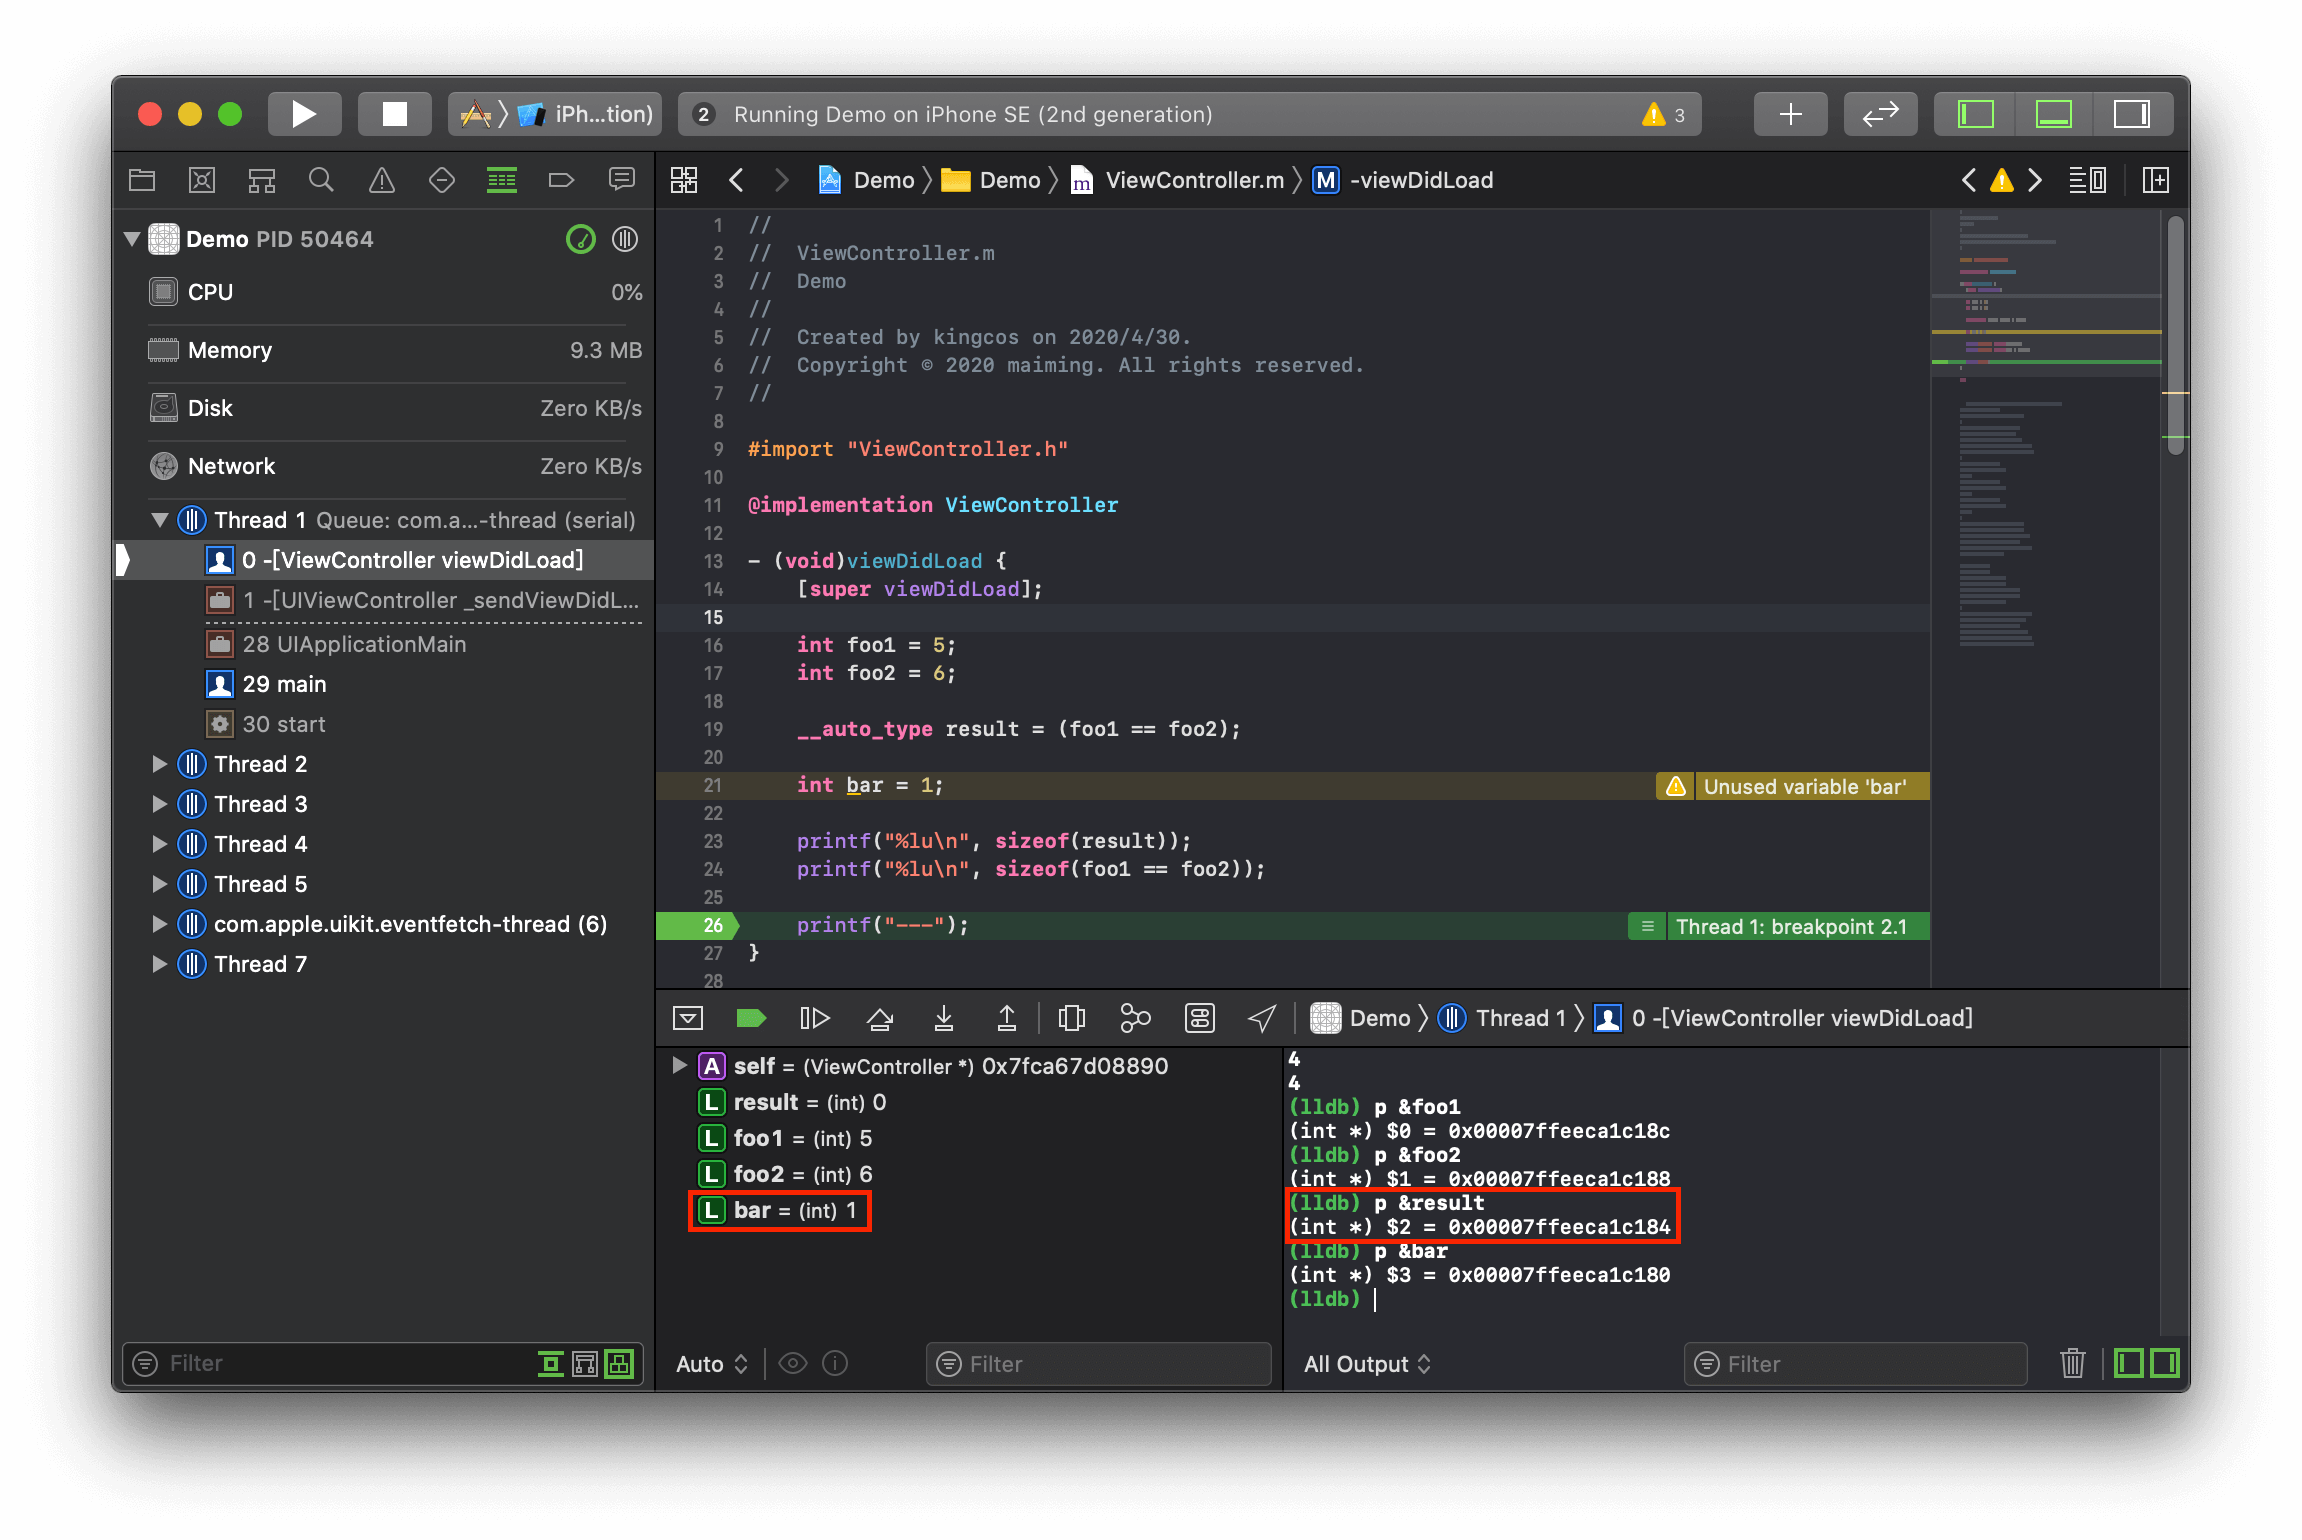 iPh...tion)
2 Running Demo on iPhone SE (2nd generation) 3
Demo PID 50464
CPU 0%
Memory 9.3 MB
Disk Zero KB/s
Network Zero KB/s
Thread 1 Queue: com.a...-thread (serial)
0 -[ViewController viewDidLoad]
1 -[UIViewController _sendViewDidL...
28 UIApplicationMain
29 main
30 start
Thread 2
Thread 3
Thread 4
Thread 5
com.apple.uikit.eventfetch-thread (6)
Thread 7
Filter
Demo Demo m ViewController.m M -viewDidLoad
1 //
2 //  ViewController.m
3 //  Demo
4 //
5 //  Created by kingcos on 2020/4/30.
6 //  Copyright © 2020 maiming. All rights reserved.
7 //
8
9 #import "ViewController.h"
10
11 @implementation ViewController
12
13 - (void)viewDidLoad {
14     [super viewDidLoad];
15
16     int foo1 = 5;
17     int foo2 = 6;
18
19     __auto_type result = (foo1 == foo2);
20
21     int bar = 1; Unused variable 'bar'
22
23     printf("%lu\n", sizeof(result));
24     printf("%lu\n", sizeof(foo1 == foo2));
25
26     printf("---"); Thread 1: breakpoint 2.1
27 }
28
Demo Thread 1 0 -[ViewController viewDidLoad]
A self = (ViewController *) 0x7fca67d08890
L result = (int) 0
L foo1 = (int) 5
L foo2 = (int) 6
L bar = (int) 1
Auto Filter
4
4
(lldb) p &foo1
(int *) $0 = 0x00007ffeeca1c18c
(lldb) p &foo2
(int *) $1 = 0x00007ffeeca1c188
(lldb) p &result
(int *) $2 = 0x00007ffeeca1c184
(lldb) p &bar
(int *) $3 = 0x00007ffeeca1c180
(lldb)
All Output Filter